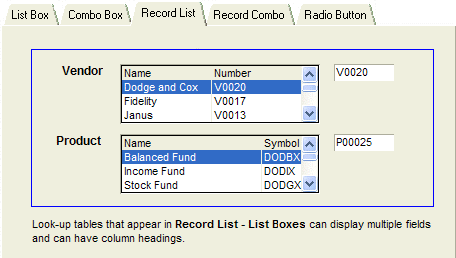 List Box Combo Box Record List Record Combo Radio Button
Vendor Name Number V0020
Dodge and Cox V0020
Fidelity V0017
Janus V0013
Product Name Symbol P00025
Balanced Fund DODBX
Income Fund DODIX
Stock Fund DODGX
Look-up tables that appear in Record List - List Boxes can display multiple fields
and can have column headings.